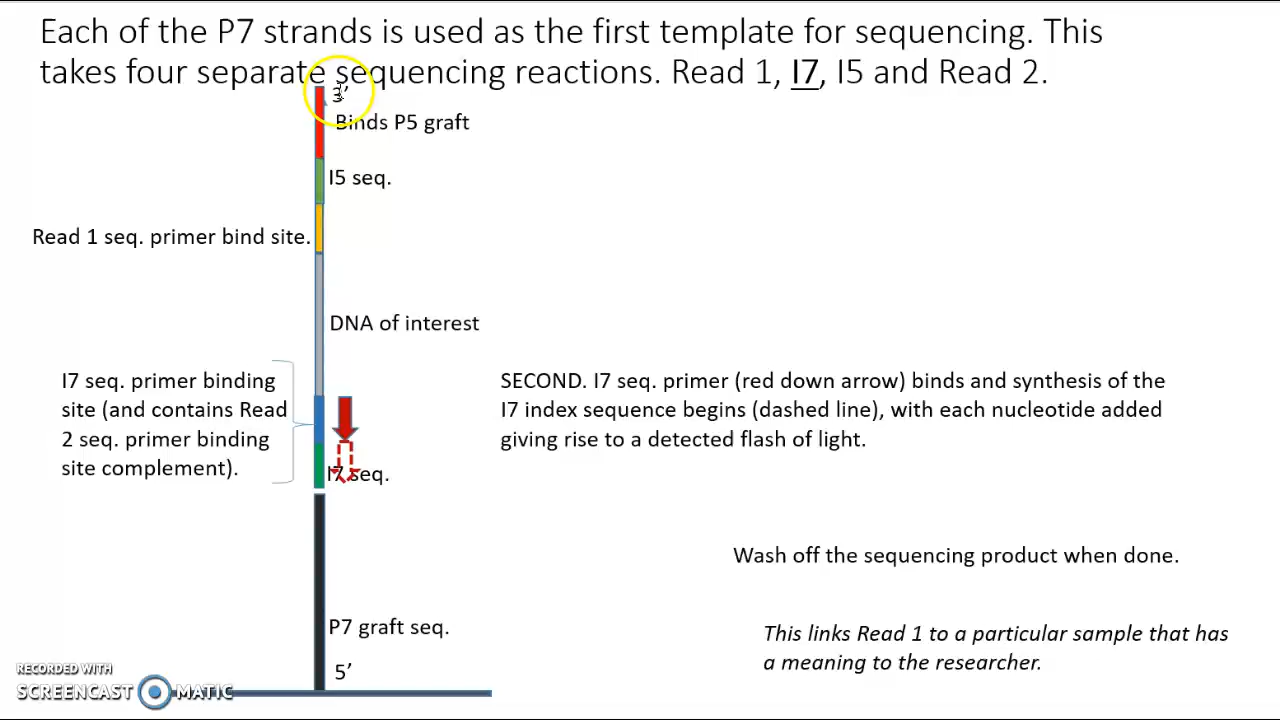 Each of the P7 strands is used as the first template for sequencing. This
takes four separate sequencing reactions. Read 1, I7, I5 and Read 2.
3’
Binds P5 graft
I5 seq.
Read 1 seq. primer bind site.
DNA of interest
I7 seq. primer binding
site (and contains Read
2 seq. primer binding
site complement).
SECOND. I7 seq. primer (red down arrow) binds and synthesis of the
I7 index sequence begins (dashed line), with each nucleotide added
giving rise to a detected flash of light.
I7 seq.
Wash off the sequencing product when done.
P7 graft seq.
This links Read 1 to a particular sample that has
a meaning to the researcher.
5’
RECORDED WITH
SCREENCAST MATIC